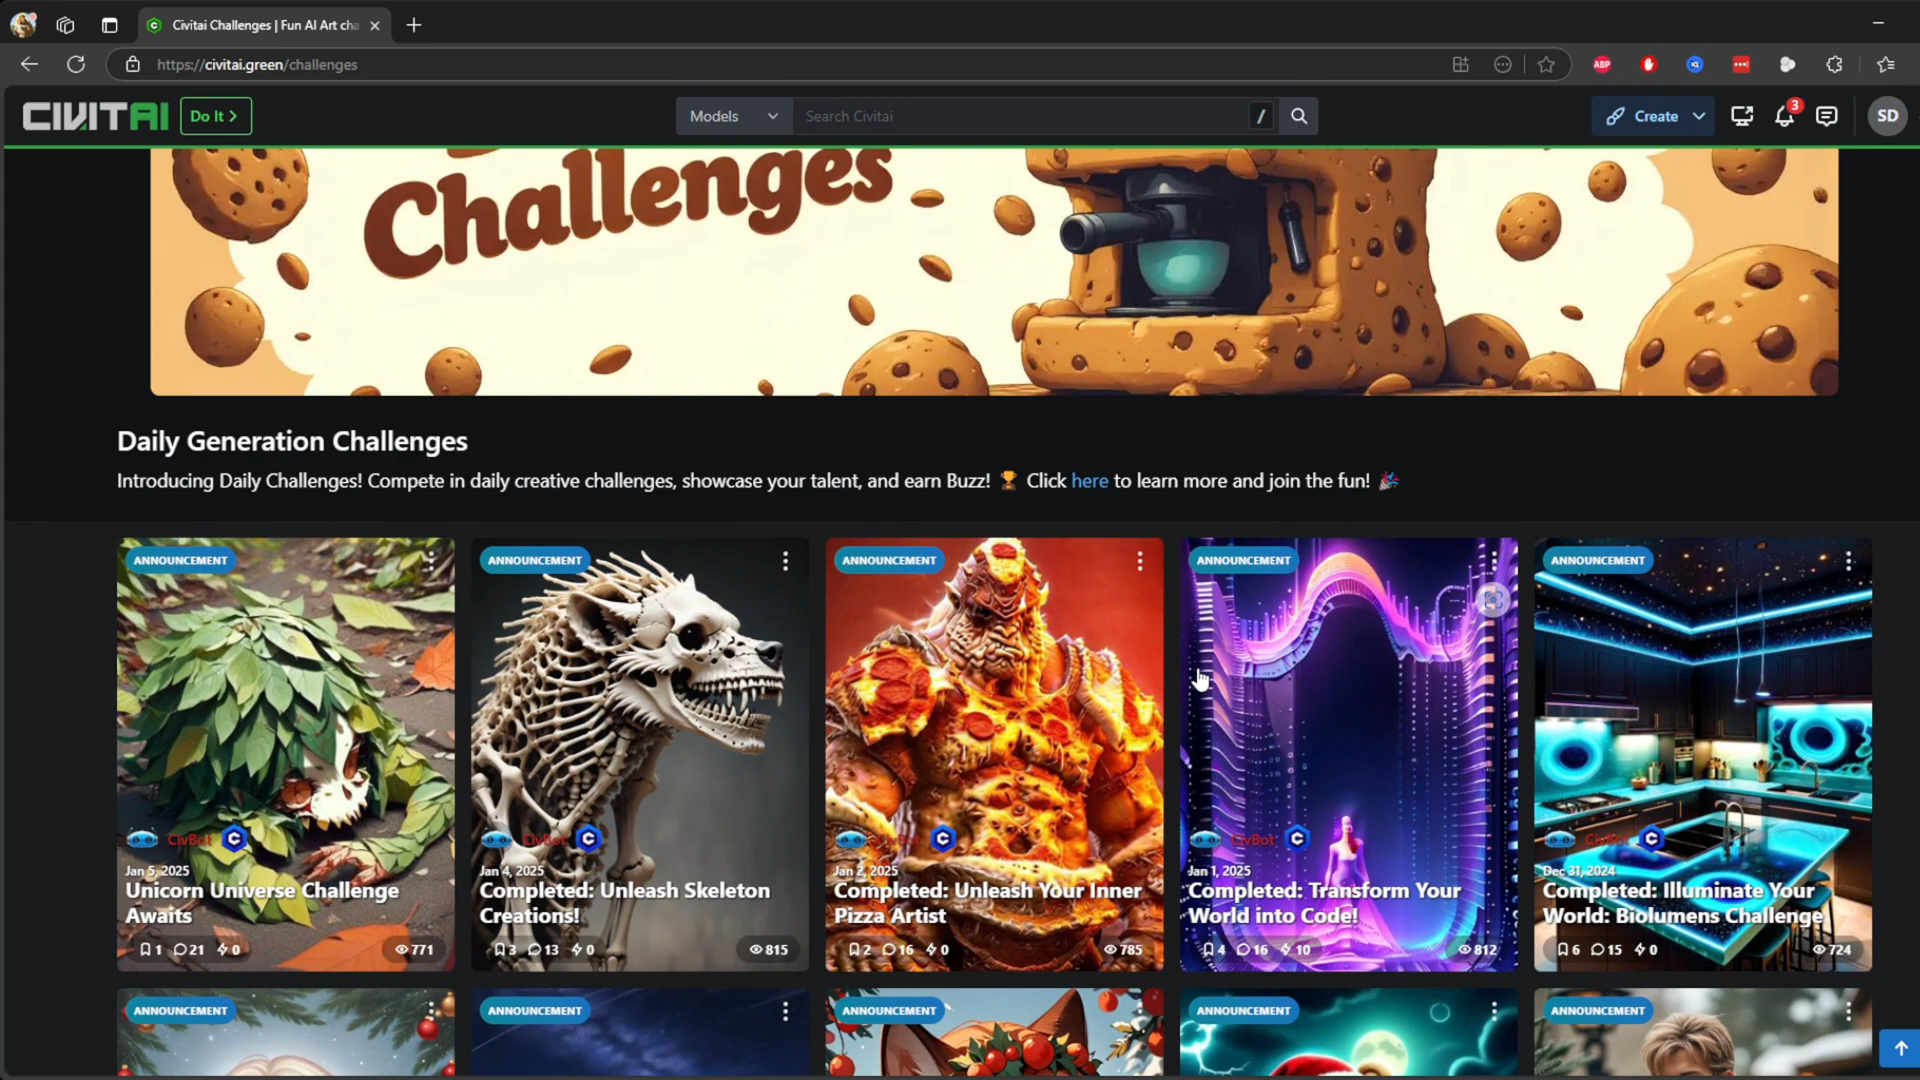 Civitai Challenges | Fun AI Art cha
https://civitai.green/challenges
ABP
CIVITAI
Do It >
Models
Search Civitai
/
Create
3
SD
Challenges
Daily Generation Challenges
Introducing Daily Challenges! Compete in daily creative challenges, showcase your talent, and earn Buzz! 🏆 Click here to learn more and join the fun! 🎉
ANNOUNCEMENT
CivBot
Jan 5, 2025
Unicorn Universe Challenge
Awaits
1 21 0 771
ANNOUNCEMENT
CivBot
Jan 4, 2025
Completed: Unleash Skeleton
Creations!
3 13 0 815
ANNOUNCEMENT
Jan 2, 2025
Completed: Unleash Your Inner
Pizza Artist
2 16 0 785
ANNOUNCEMENT
CivBot
Jan 1, 2025
Completed: Transform Your
World into Code!
4 16 10 812
ANNOUNCEMENT
CivBot
Dec 31, 2024
Completed: Illuminate Your
World: Biolumens Challenge
6 15 0 724
ANNOUNCEMENT
ANNOUNCEMENT
ANNOUNCEMENT
ANNOUNCEMENT
ANNOUNCEMENT